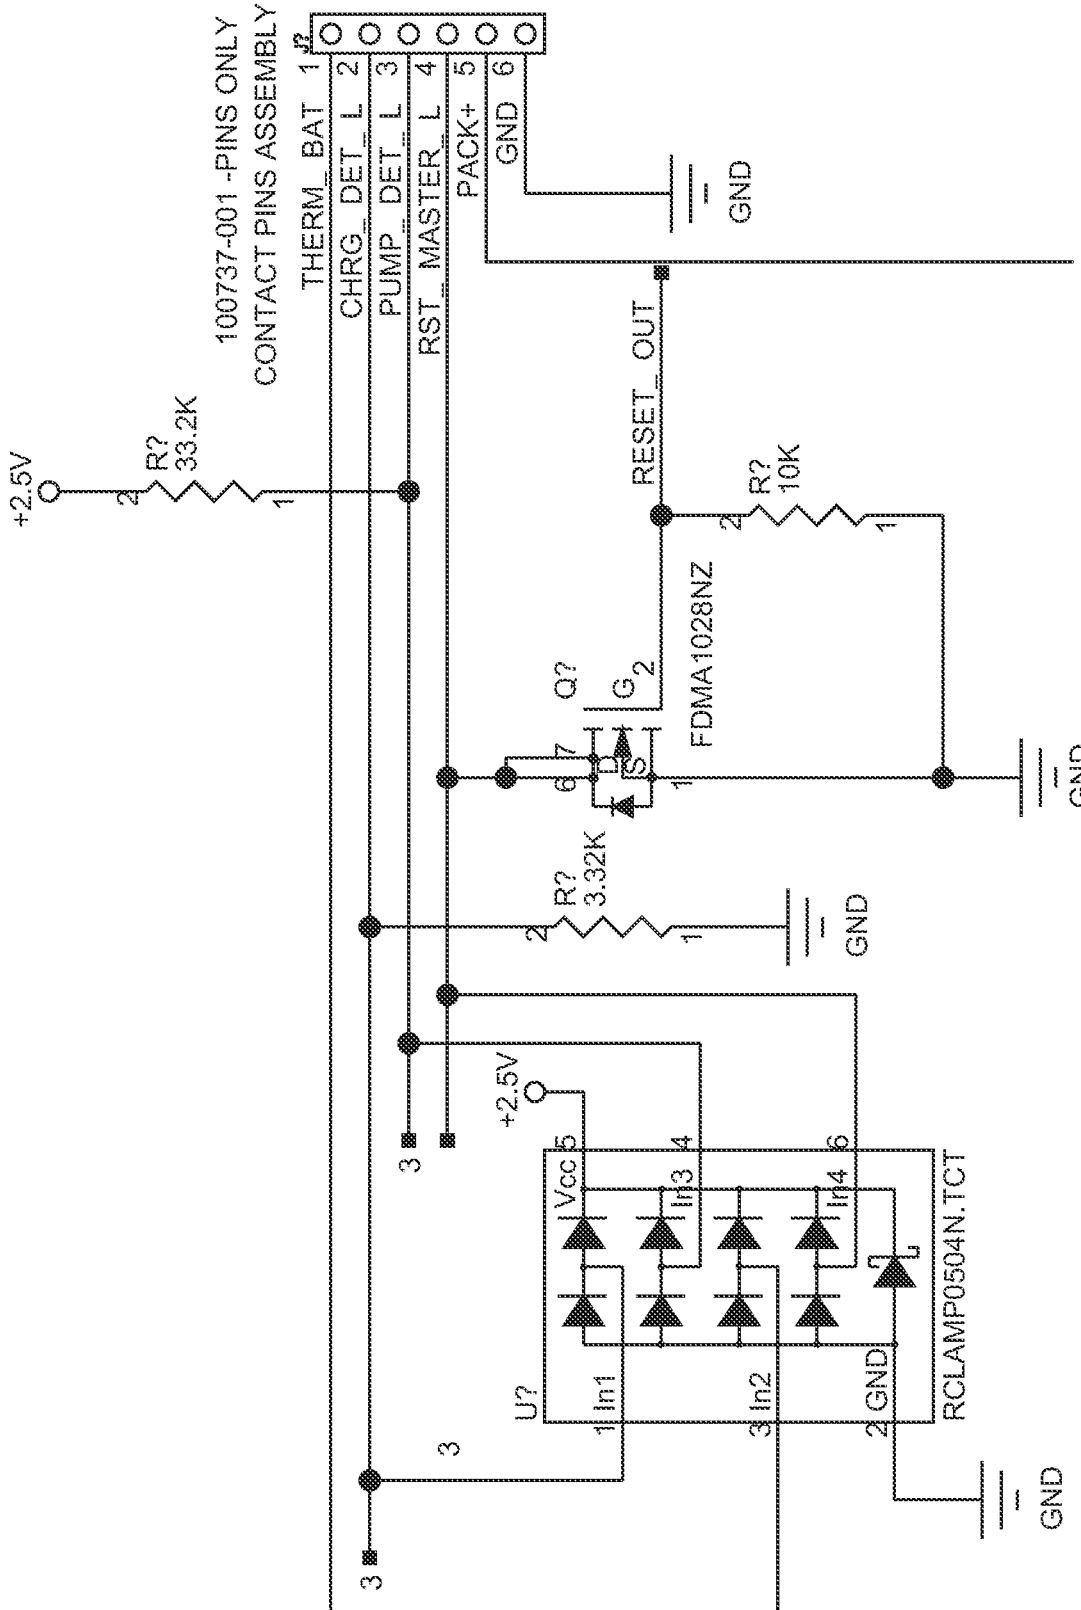 100737-001 -PINS ONLY
CONTACT PINS ASSEMBLY
J?
THERM_ BAT 1
CHRG_ DET_ L 2
PUMP_ DET_ L 3
RST_ MASTER_ L 4
PACK+ 5
GND 6
GND
+2.5V
2
R?
33.2K
1
RESET_ OUT
2
R?
10K
1
Q?
G
2
7
6
D
S
1
FDMA1028NZ
GND
R?
3.32K
2
1
GND
3
3
3
+2.5V
U?
Vcc 5
In3 4
In4 6
1 In1
3 In2
2 GND
RCLAMP0504N.TCT
GND